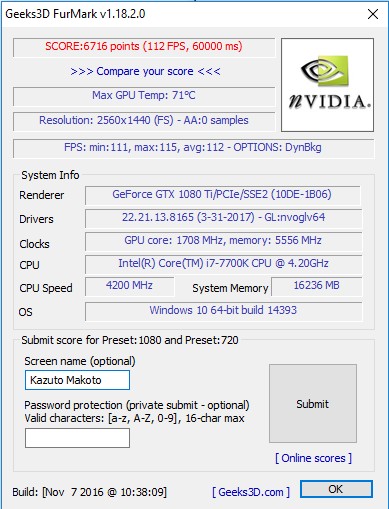 Geeks3D FurMark v1.18.2.0
SCORE:6716 points (112 FPS, 60000 ms)
>>> Compare your score <<<
Max GPU Temp: 71°C
Resolution: 2560x1440 (FS) - AA:0 samples
nVIDIA.
FPS: min:111, max:115, avg:112 - OPTIONS: DynBkg
System Info
Renderer GeForce GTX 1080 Ti/PCIe/SSE2 (10DE-1B06)
Drivers 22.21.13.8165 (3-31-2017) - GL:nvoglv64
Clocks GPU core: 1708 MHz, memory: 5556 MHz
CPU Intel(R) Core(TM) i7-7700K CPU @ 4.20GHz
CPU Speed 4200 MHz System Memory 16236 MB
OS Windows 10 64-bit build 14393
Submit score for Preset:1080 and Preset:720
Screen name (optional)
Kazuto Makoto
Password protection (private submit - optional)
Valid characters: [a-z, A-Z, 0-9], 16-char max
Submit
[ Online scores ]
Build: [Nov 7 2016 @ 10:38:09] [ Geeks3D.com ] OK